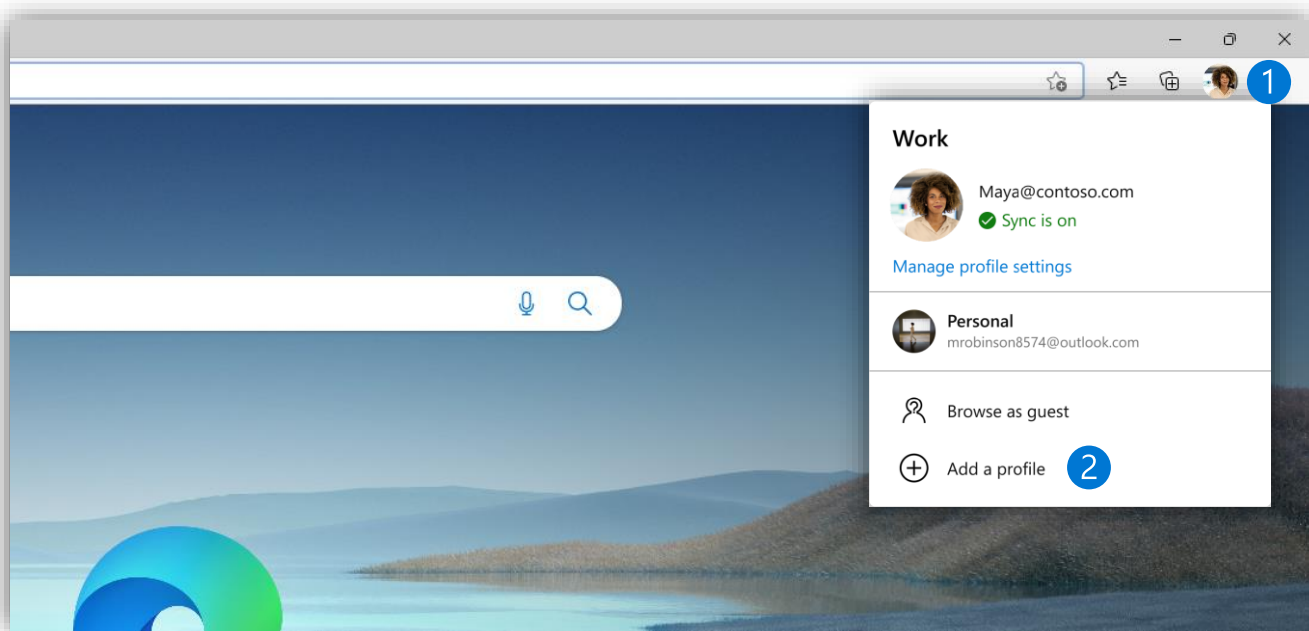 1
Work
Maya@contoso.com
Sync is on
Manage profile settings
Personal
mrobinson8574@outlook.com
Browse as guest
Add a profile 2